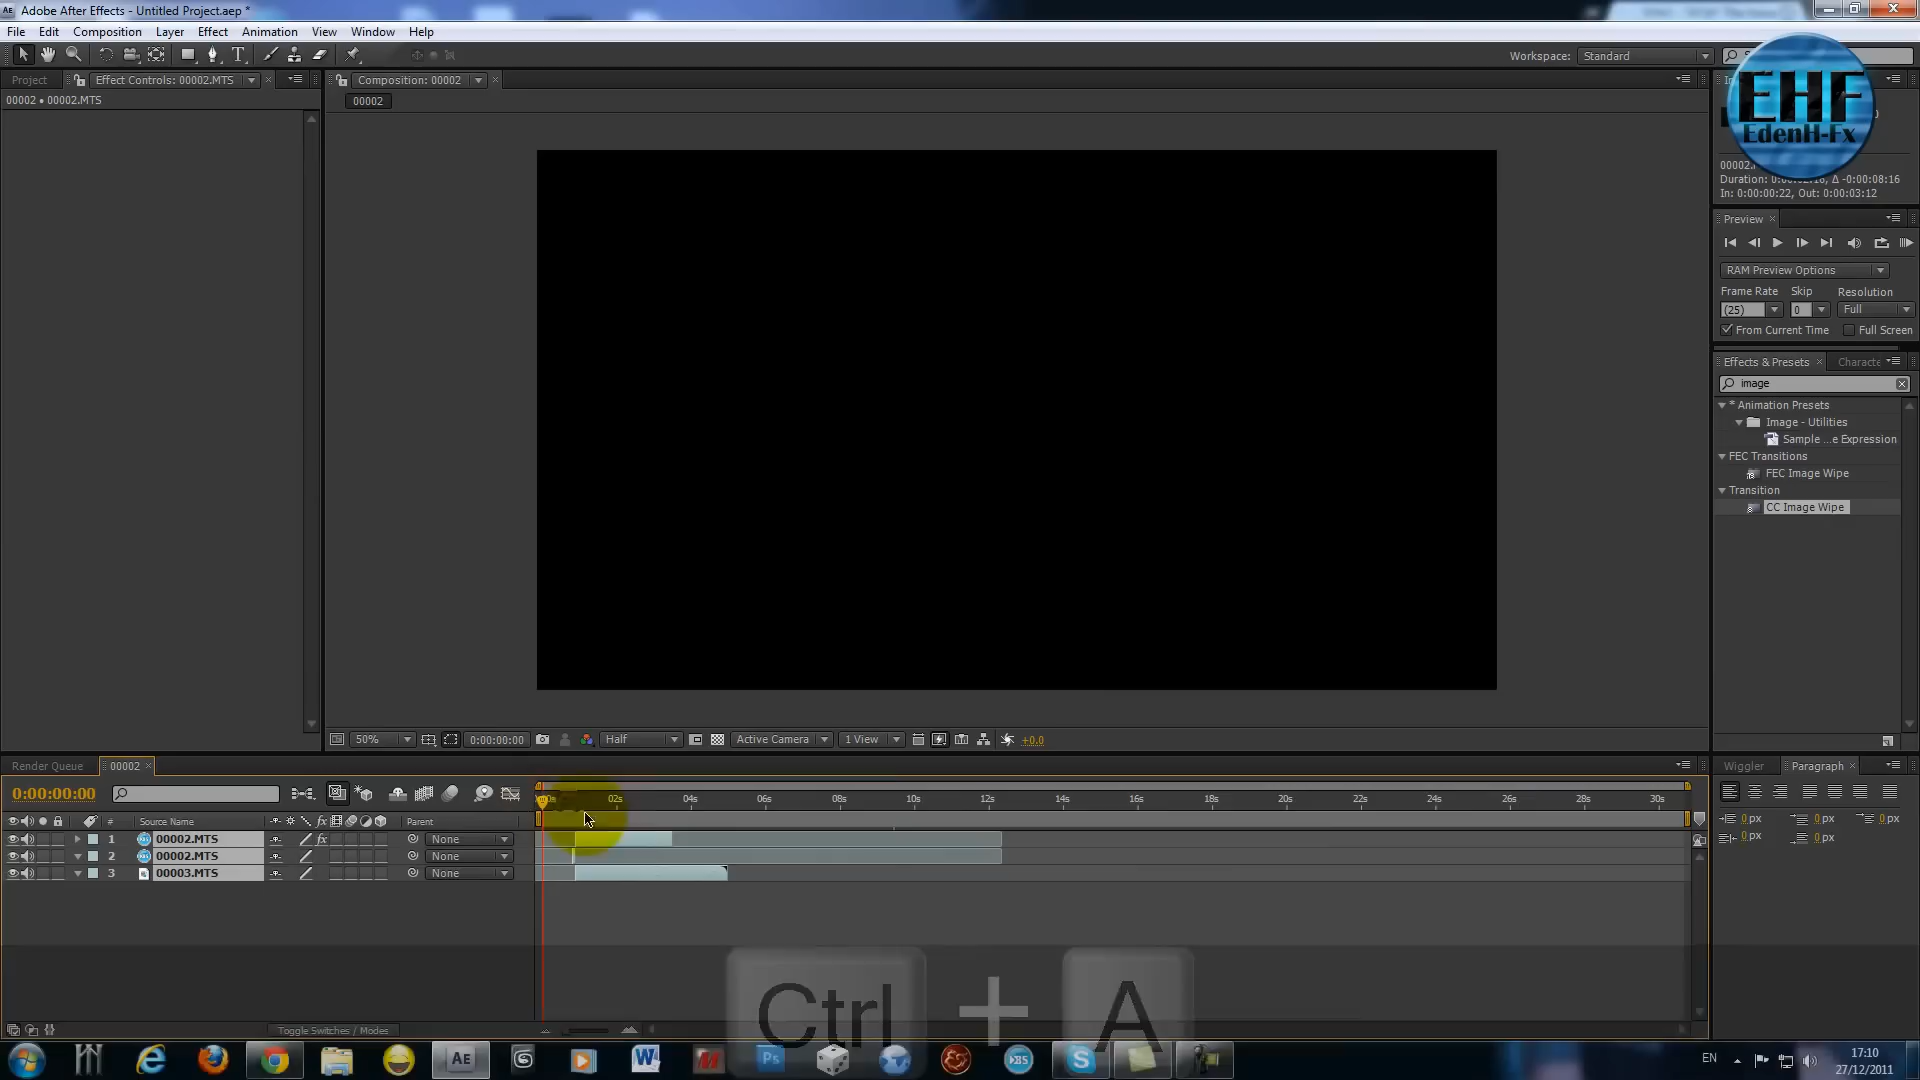 Adobe After Effects - Untitled Project.aep *
File Edit Composition Layer Effect Animation View Window Help
Workspace: Standard
Project Effect Controls: 00002.MTS Composition: 00002
00002 • 00002.MTS
00002
EHF
EdenH-Fx
In: 0:00:00:22, Out: 0:00:03:12
Preview
RAM Preview Options
Frame Rate Skip Resolution
(25) 0 Full
From Current Time Full Screen
Effects & Presets Characte
image
* Animation Presets
Image - Utilities
Sample ...e Expression
FEC Transitions
FEC Image Wipe
Transition
CC Image Wipe
50% 0:00:00:00 Half Active Camera 1 View +0.0
Render Queue 00002
Wiggler Paragraph
0:00:00:00
02s 04s 06s 08s 10s 12s 14s 16s 18s 20s 22s 24s 26s 28s 30s
# Source Name fx Parent
1 00002.MTS fx None
2 00002.MTS None
3 00003.MTS None
0 px 0 px 0 px
0 px 0 px
Ctrl + A
Toggle Switches / Modes
AE W Ps KBS S
EN 17:10
27/12/2011